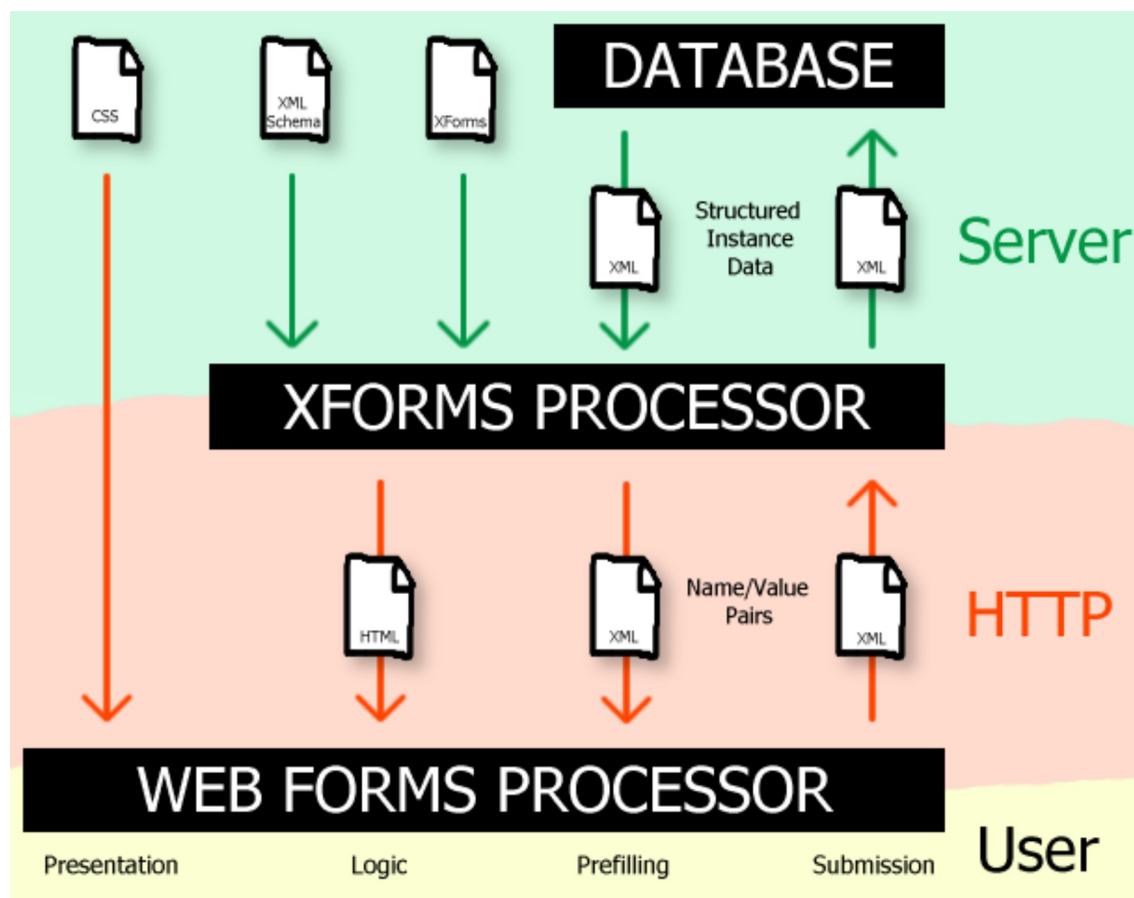 DATABASE
CSS
XML
Schema
XForms
XML
Structured
Instance
Data
XML
Server
XFORMS PROCESSOR
HTML
XML
Name/Value
Pairs
XML
HTTP
WEB FORMS PROCESSOR
Presentation
Logic
Prefilling
Submission
User